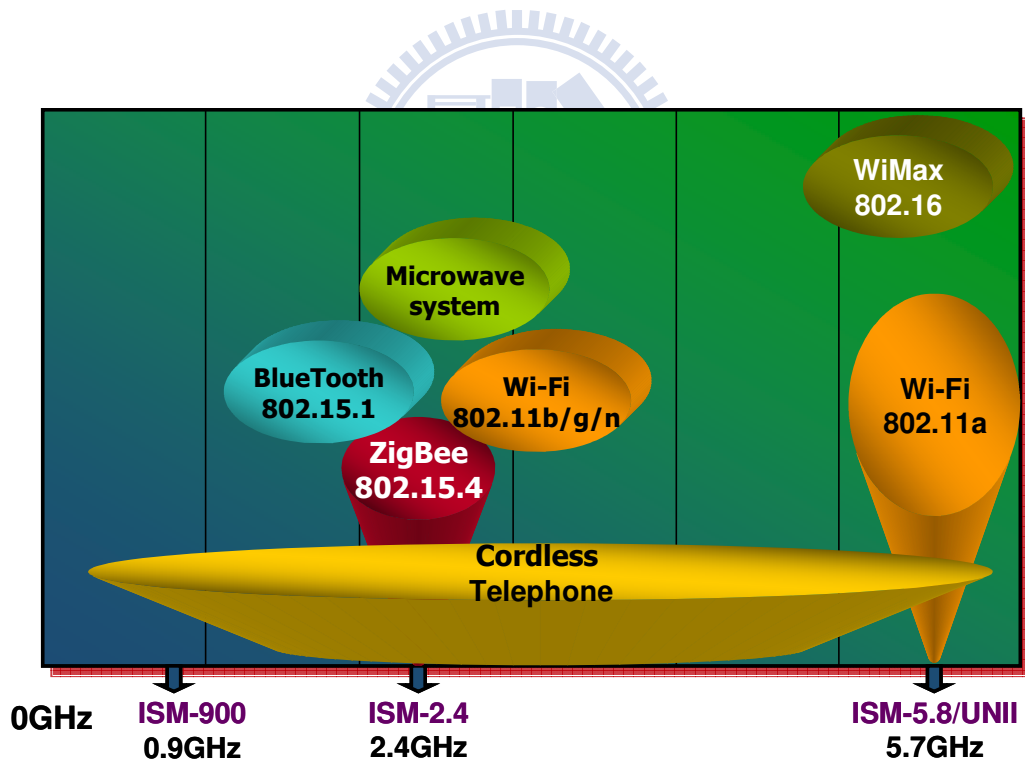 WiMax
802.16
Microwave
system
BlueTooth
802.15.1
Wi-Fi
802.11b/g/n
Wi-Fi
802.11a
ZigBee
802.15.4
Cordless
Telephone
0GHz
ISM-900
0.9GHz
ISM-2.4
2.4GHz
ISM-5.8/UNII
5.7GHz